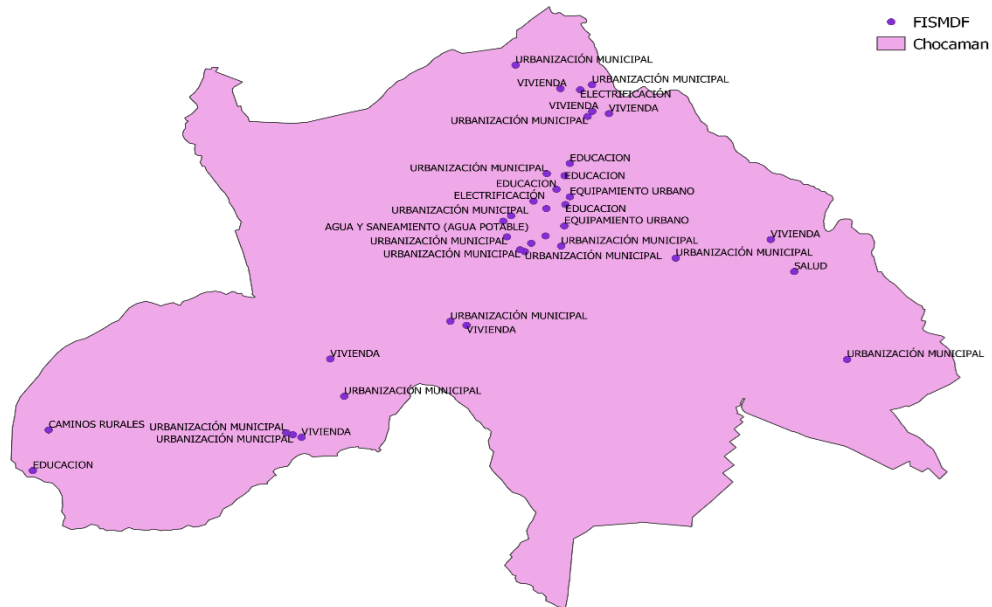 FISMDF
Chocaman
URBANIZACIÓN MUNICIPAL
URBANIZACIÓN MUNICIPAL
VIVIENDA
ELECTRIFICACIÓN
VIVIENDA
VIVIENDA
URBANIZACIÓN MUNICIPAL
EDUCACION
URBANIZACIÓN MUNICIPAL
EDUCACION
EDUCACION
EQUIPAMIENTO URBANO
ELECTRIFICACIÓN
EDUCACION
URBANIZACIÓN MUNICIPAL
EQUIPAMIENTO URBANO
AGUA Y SANEAMIENTO (AGUA POTABLE)
VIVIENDA
URBANIZACIÓN MUNICIPAL
URBANIZACIÓN MUNICIPAL
URBANIZACIÓN MUNICIPAL
URBANIZACIÓN MUNICIPAL
URBANIZACIÓN MUNICIPAL
SALUD
URBANIZACIÓN MUNICIPAL
VIVIENDA
VIVIENDA
URBANIZACIÓN MUNICIPAL
URBANIZACIÓN MUNICIPAL
CAMINOS RURALES
URBANIZACIÓN MUNICIPAL
VIVIENDA
URBANIZACIÓN MUNICIPAL
EDUCACION